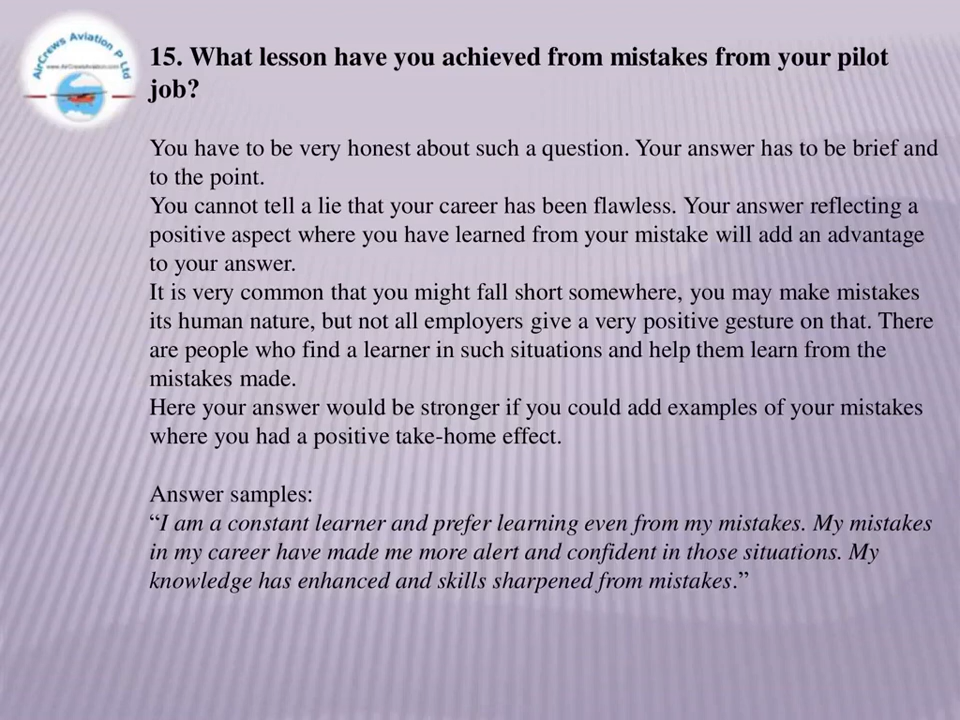 AirCrews Aviation P Ltd
www.AirCrewsAviation.com
15. What lesson have you achieved from mistakes from your pilot
job?
You have to be very honest about such a question. Your answer has to be brief and
to the point.
You cannot tell a lie that your career has been flawless. Your answer reflecting a
positive aspect where you have learned from your mistake will add an advantage
to your answer.
It is very common that you might fall short somewhere, you may make mistakes
its human nature, but not all employers give a very positive gesture on that. There
are people who find a learner in such situations and help them learn from the
mistakes made.
Here your answer would be stronger if you could add examples of your mistakes
where you had a positive take-home effect.
Answer samples:
“I am a constant learner and prefer learning even from my mistakes. My mistakes
in my career have made me more alert and confident in those situations. My
knowledge has enhanced and skills sharpened from mistakes.”